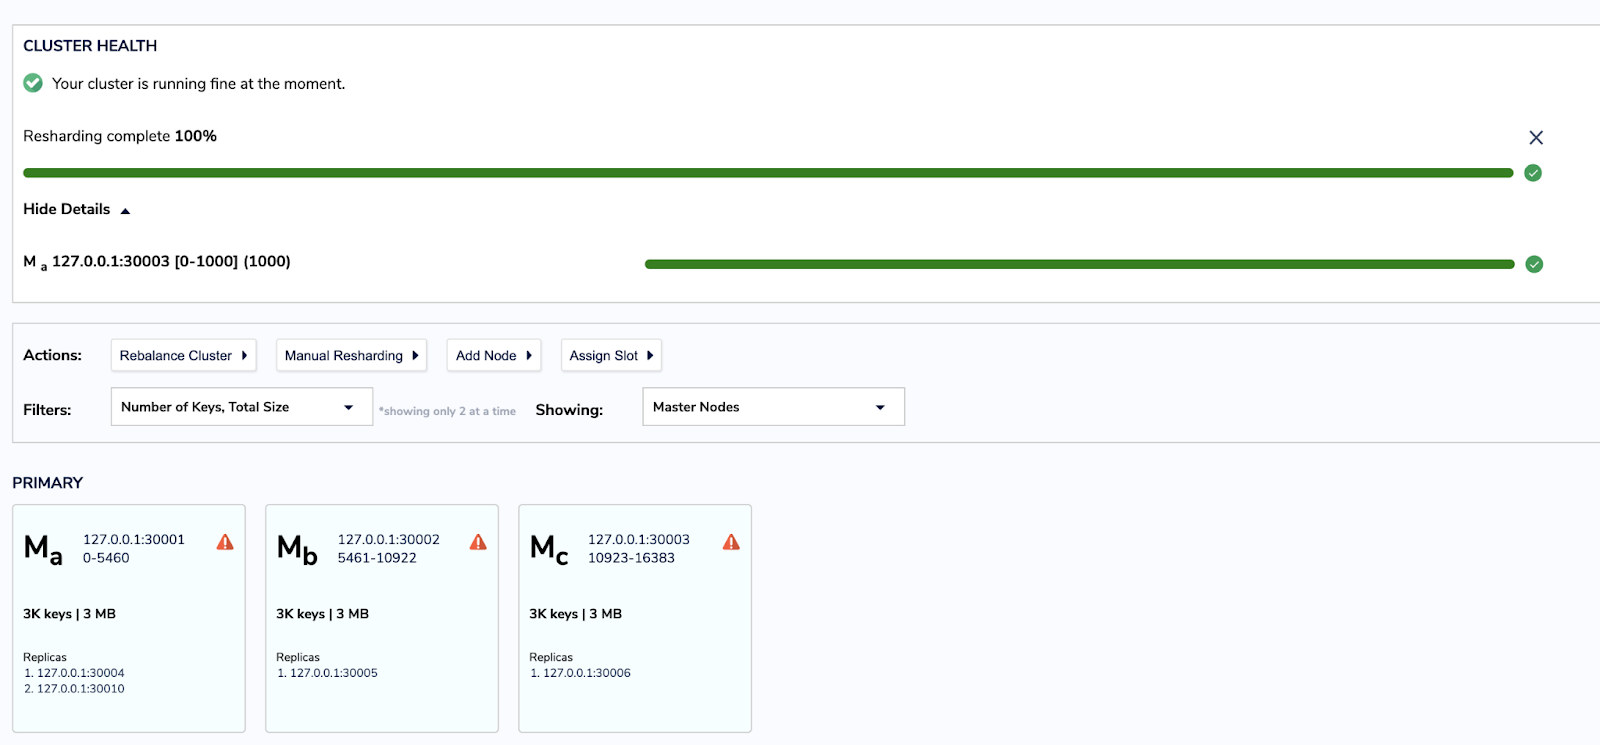 CLUSTER HEALTH
Your cluster is running fine at the moment.
Resharding complete 100%
Hide Details
M a 127.0.0.1:30003 [0-1000] (1000)
Actions: Rebalance Cluster Manual Resharding Add Node Assign Slot
Filters: Number of Keys, Total Size *showing only 2 at a time Showing: Master Nodes
PRIMARY
Ma 127.0.0.1:30001
0-5460
3K keys | 3 MB
Replicas
1. 127.0.0.1:30004
2. 127.0.0.1:30010
Mb 127.0.0.1:30002
5461-10922
3K keys | 3 MB
Replicas
1. 127.0.0.1:30005
Mc 127.0.0.1:30003
10923-16383
3K keys | 3 MB
Replicas
1. 127.0.0.1:30006